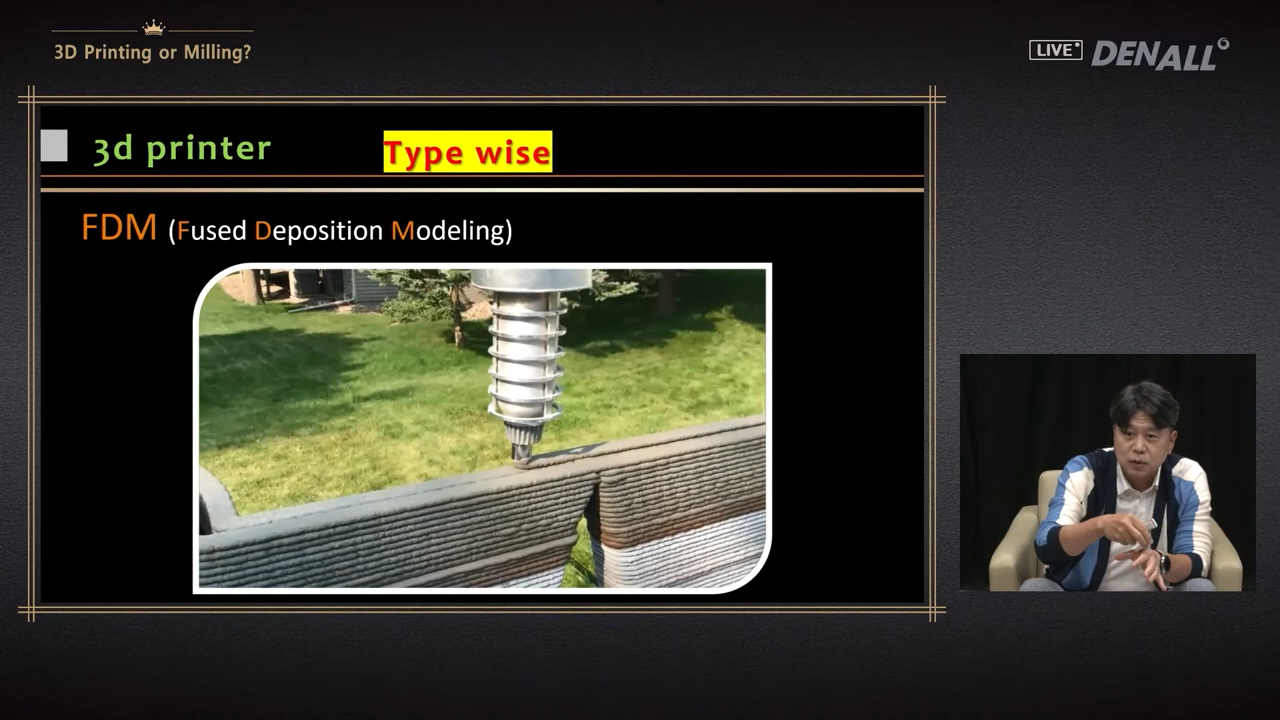 3D Printing or Milling?
LIVE
DENALL
3d printer
Type wise
FDM (Fused Deposition Modeling)